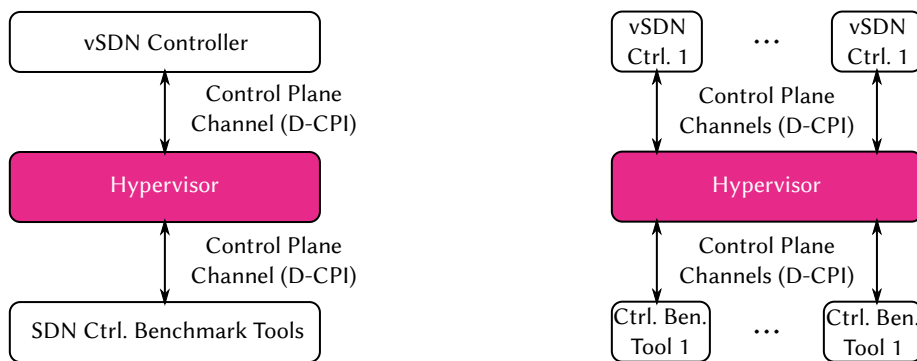 vSDN Controller
Control Plane
Channel (D-CPI)
Hypervisor
Control Plane
Channel (D-CPI)
SDN Ctrl. Benchmark Tools
vSDN
Ctrl. 1
...
vSDN
Ctrl. 1
Control Plane
Channels (D-CPI)
Hypervisor
Control Plane
Channels (D-CPI)
Ctrl. Ben.
Tool 1
...
Ctrl. Ben.
Tool 1